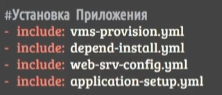 #Установка Приложения
- include: vms-provision.yml
- include: depend-install.yml
- include: web-srv-config.yml
- include: application-setup.yml